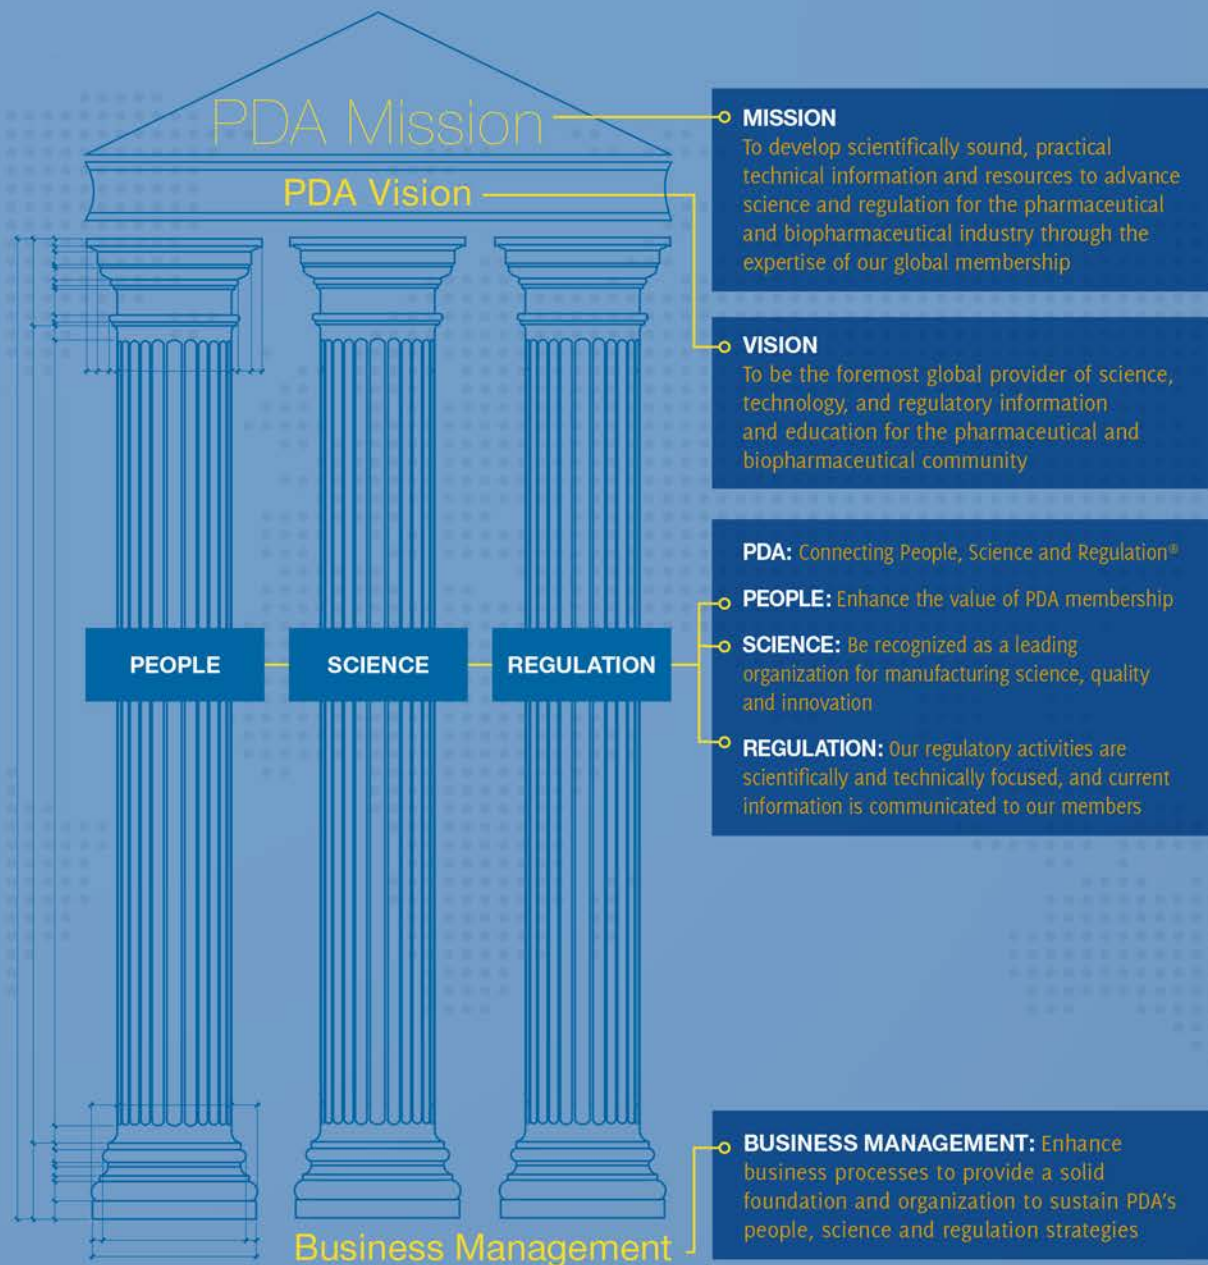 PDA Mission
PDA Vision
MISSION
To develop scientifically sound, practical
technical information and resources to advance
science and regulation for the pharmaceutical
and biopharmaceutical industry through the
expertise of our global membership
VISION
To be the foremost global provider of science,
technology, and regulatory information
and education for the pharmaceutical and
biopharmaceutical community
PEOPLE
SCIENCE
REGULATION
PDA: Connecting People, Science and Regulation®
PEOPLE: Enhance the value of PDA membership
SCIENCE: Be recognized as a leading
organization for manufacturing science, quality
and innovation
REGULATION: Our regulatory activities are
scientifically and technically focused, and current
information is communicated to our members
Business Management
BUSINESS MANAGEMENT: Enhance
business processes to provide a solid
foundation and organization to sustain PDA's
people, science and regulation strategies